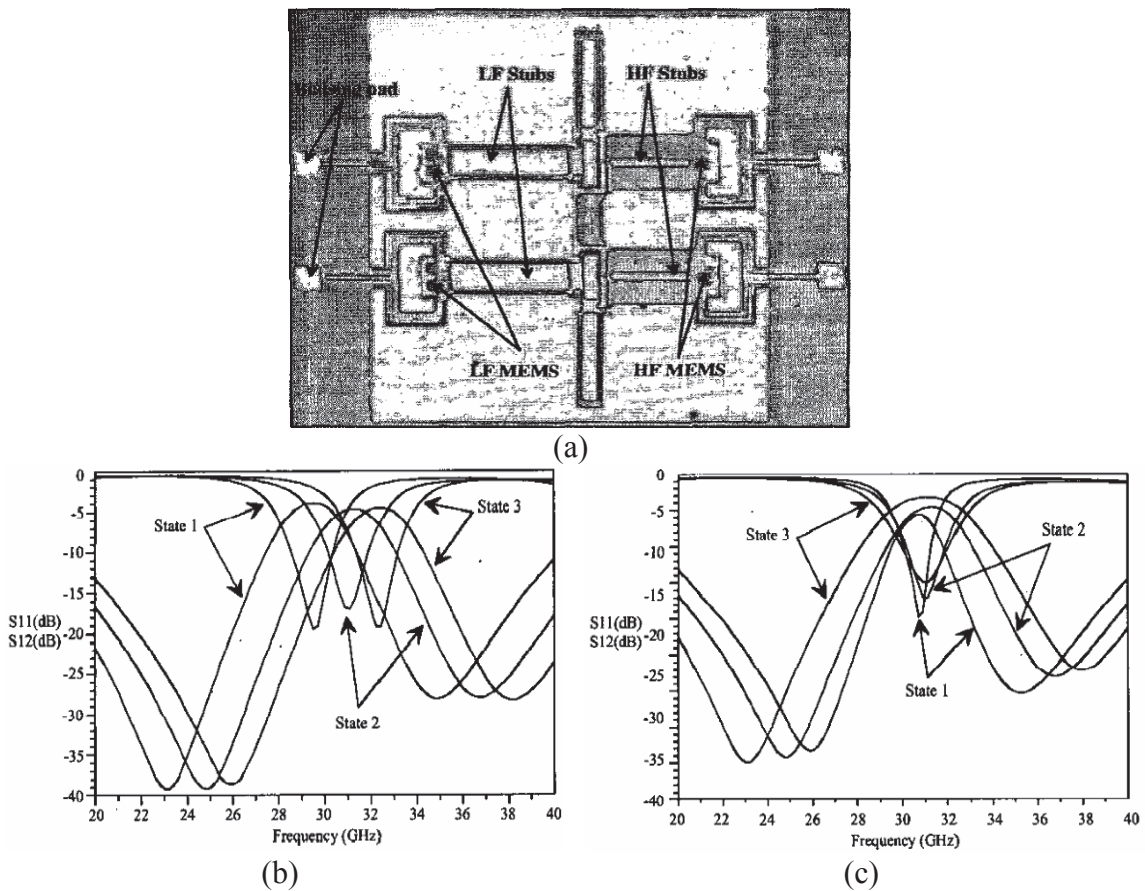 LF Stubs
HF Stubs
pad
LF MEMS
HF MEMS
(a)
0
-5
-10
-15
-20
-25
-30
-35
-40
S11(dB)
S12(dB)
State 1
State 3
State 2
20 22 24 26 28 30 32 34 36 38 40
Frequency (GHz)
(b)
0
-5
-10
-15
-20
-25
-30
-35
-40
S11(dB)
S12(dB)
State 3
State 2
State 1
20 22 24 26 28 30 32 34 36 38 40
Frequency (GHz)
(c)